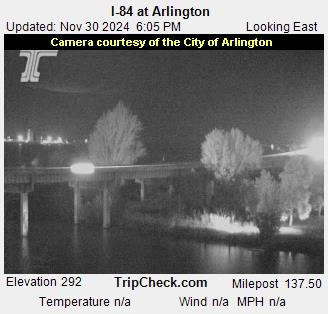 I-84 at Arlington
Updated: Nov 30 2024 6:05 PM Looking East
Camera courtesy of the City of Arlington
Elevation 292 TripCheck.com Milepost 137.50
Temperature n/a Wind n/a MPH n/a